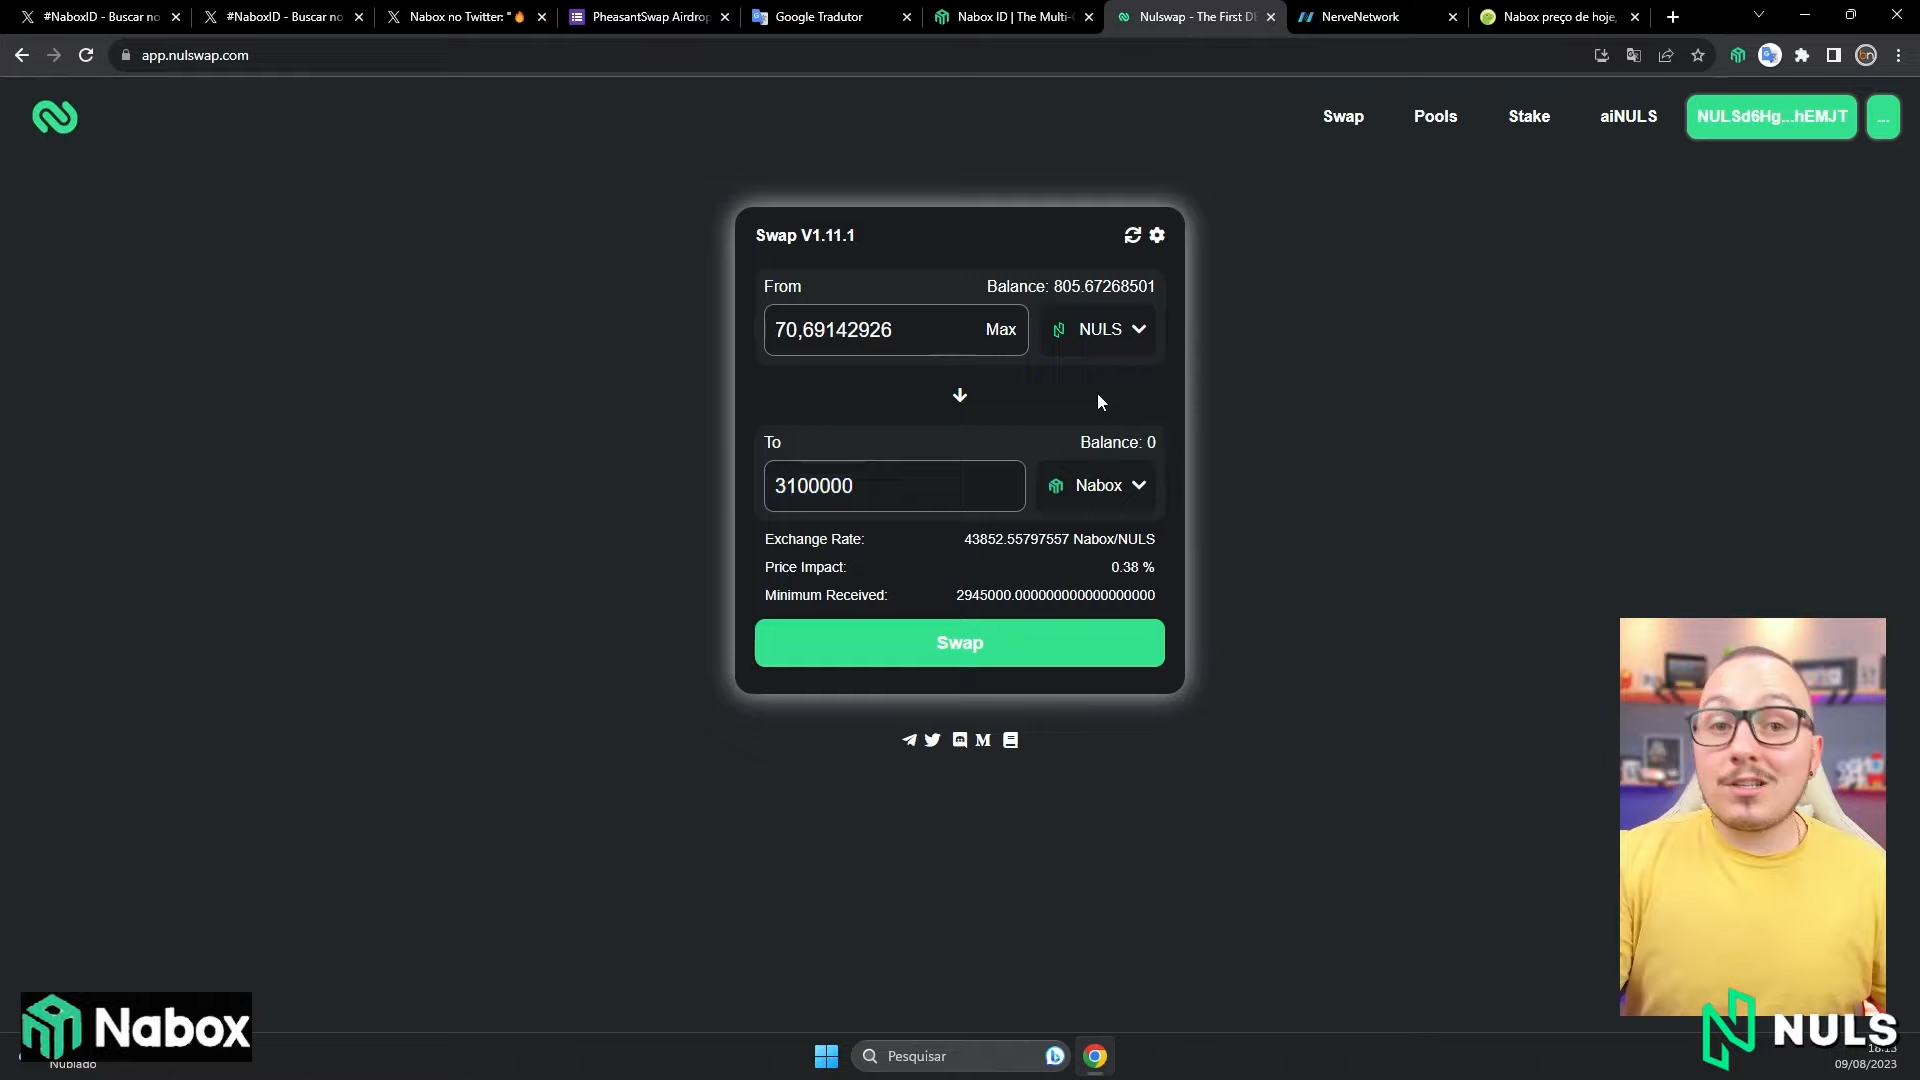 #NaboxID - Buscar no
#NaboxID - Buscar no
Nabox no Twitter: "🔥
PheasantSwap Airdrop
Google Tradutor
Nabox ID | The Multi-
Nulswap - The First D
NerveNetwork
Nabox preço de hoje,
app.nulswap.com
Swap
Pools
Stake
aiNULS
NULSd6Hg...hEMJT
...
Swap V1.11.1
From
Balance: 805.67268501
70,69142926
Max
NULS
To
Balance: 0
3100000
Nabox
Exchange Rate:
43852.55797557 Nabox/NULS
Price Impact:
0.38 %
Minimum Received:
2945000.000000000000000000
Swap
Nabox
NULS
Nublado
Pesquisar
18:13
09/08/2023